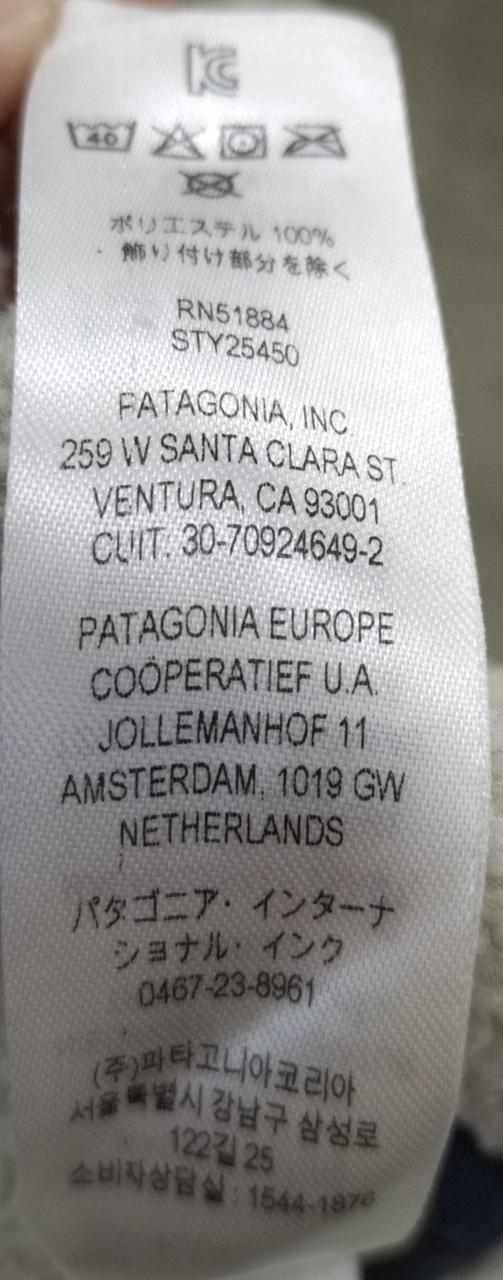 40
ポリエステル 100%
飾り付け部分を除く
RN51884
STY25450
PATAGONIA, INC.
259 W SANTA CLARA ST.
VENTURA, CA 93001
CUIT. 30-70924649-2
PATAGONIA EUROPE
COÖPERATIEF U.A.
JOLLEMANHOF 11
AMSTERDAM, 1019 GW
NETHERLANDS
パタゴニア・インターナ
ショナル・インク
0467-23-8961
(주)파타고니아코리아
서울특별시 강남구 삼성로
122길 25
소비자상담실 : 1544-1876